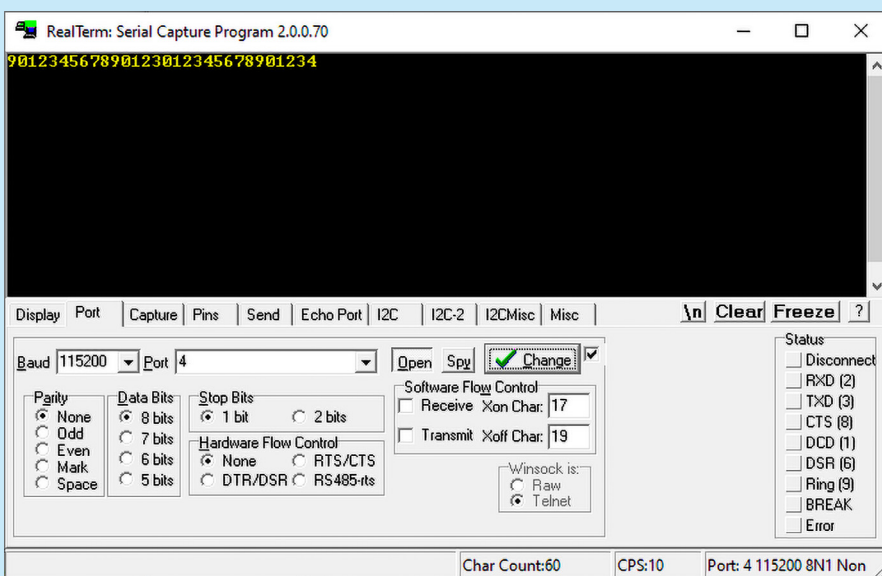 RealTerm: Serial Capture Program 2.0.0.70
90123456789012301234567890​1234
Display Port Capture Pins Send Echo Port I2C I2C-2 I2CMisc Misc \n Clear Freeze ?
Baud 115200 Port 4 Open Spy Change
Parity
None
Odd
Even
Mark
Space
Data Bits
8 bits
7 bits
6 bits
5 bits
Stop Bits
1 bit 2 bits
Hardware Flow Control
None RTS/CTS
DTR/DSR RS485-rts
Software Flow Control
Receive Xon Char: 17
Transmit Xoff Char: 19
Winsock is:
Raw
Telnet
Status
Disconnect
RXD (2)
TXD (3)
CTS (8)
DCD (1)
DSR (6)
Ring (9)
BREAK
Error
Char Count:60 CPS:10 Port: 4 115200 8N1 Non